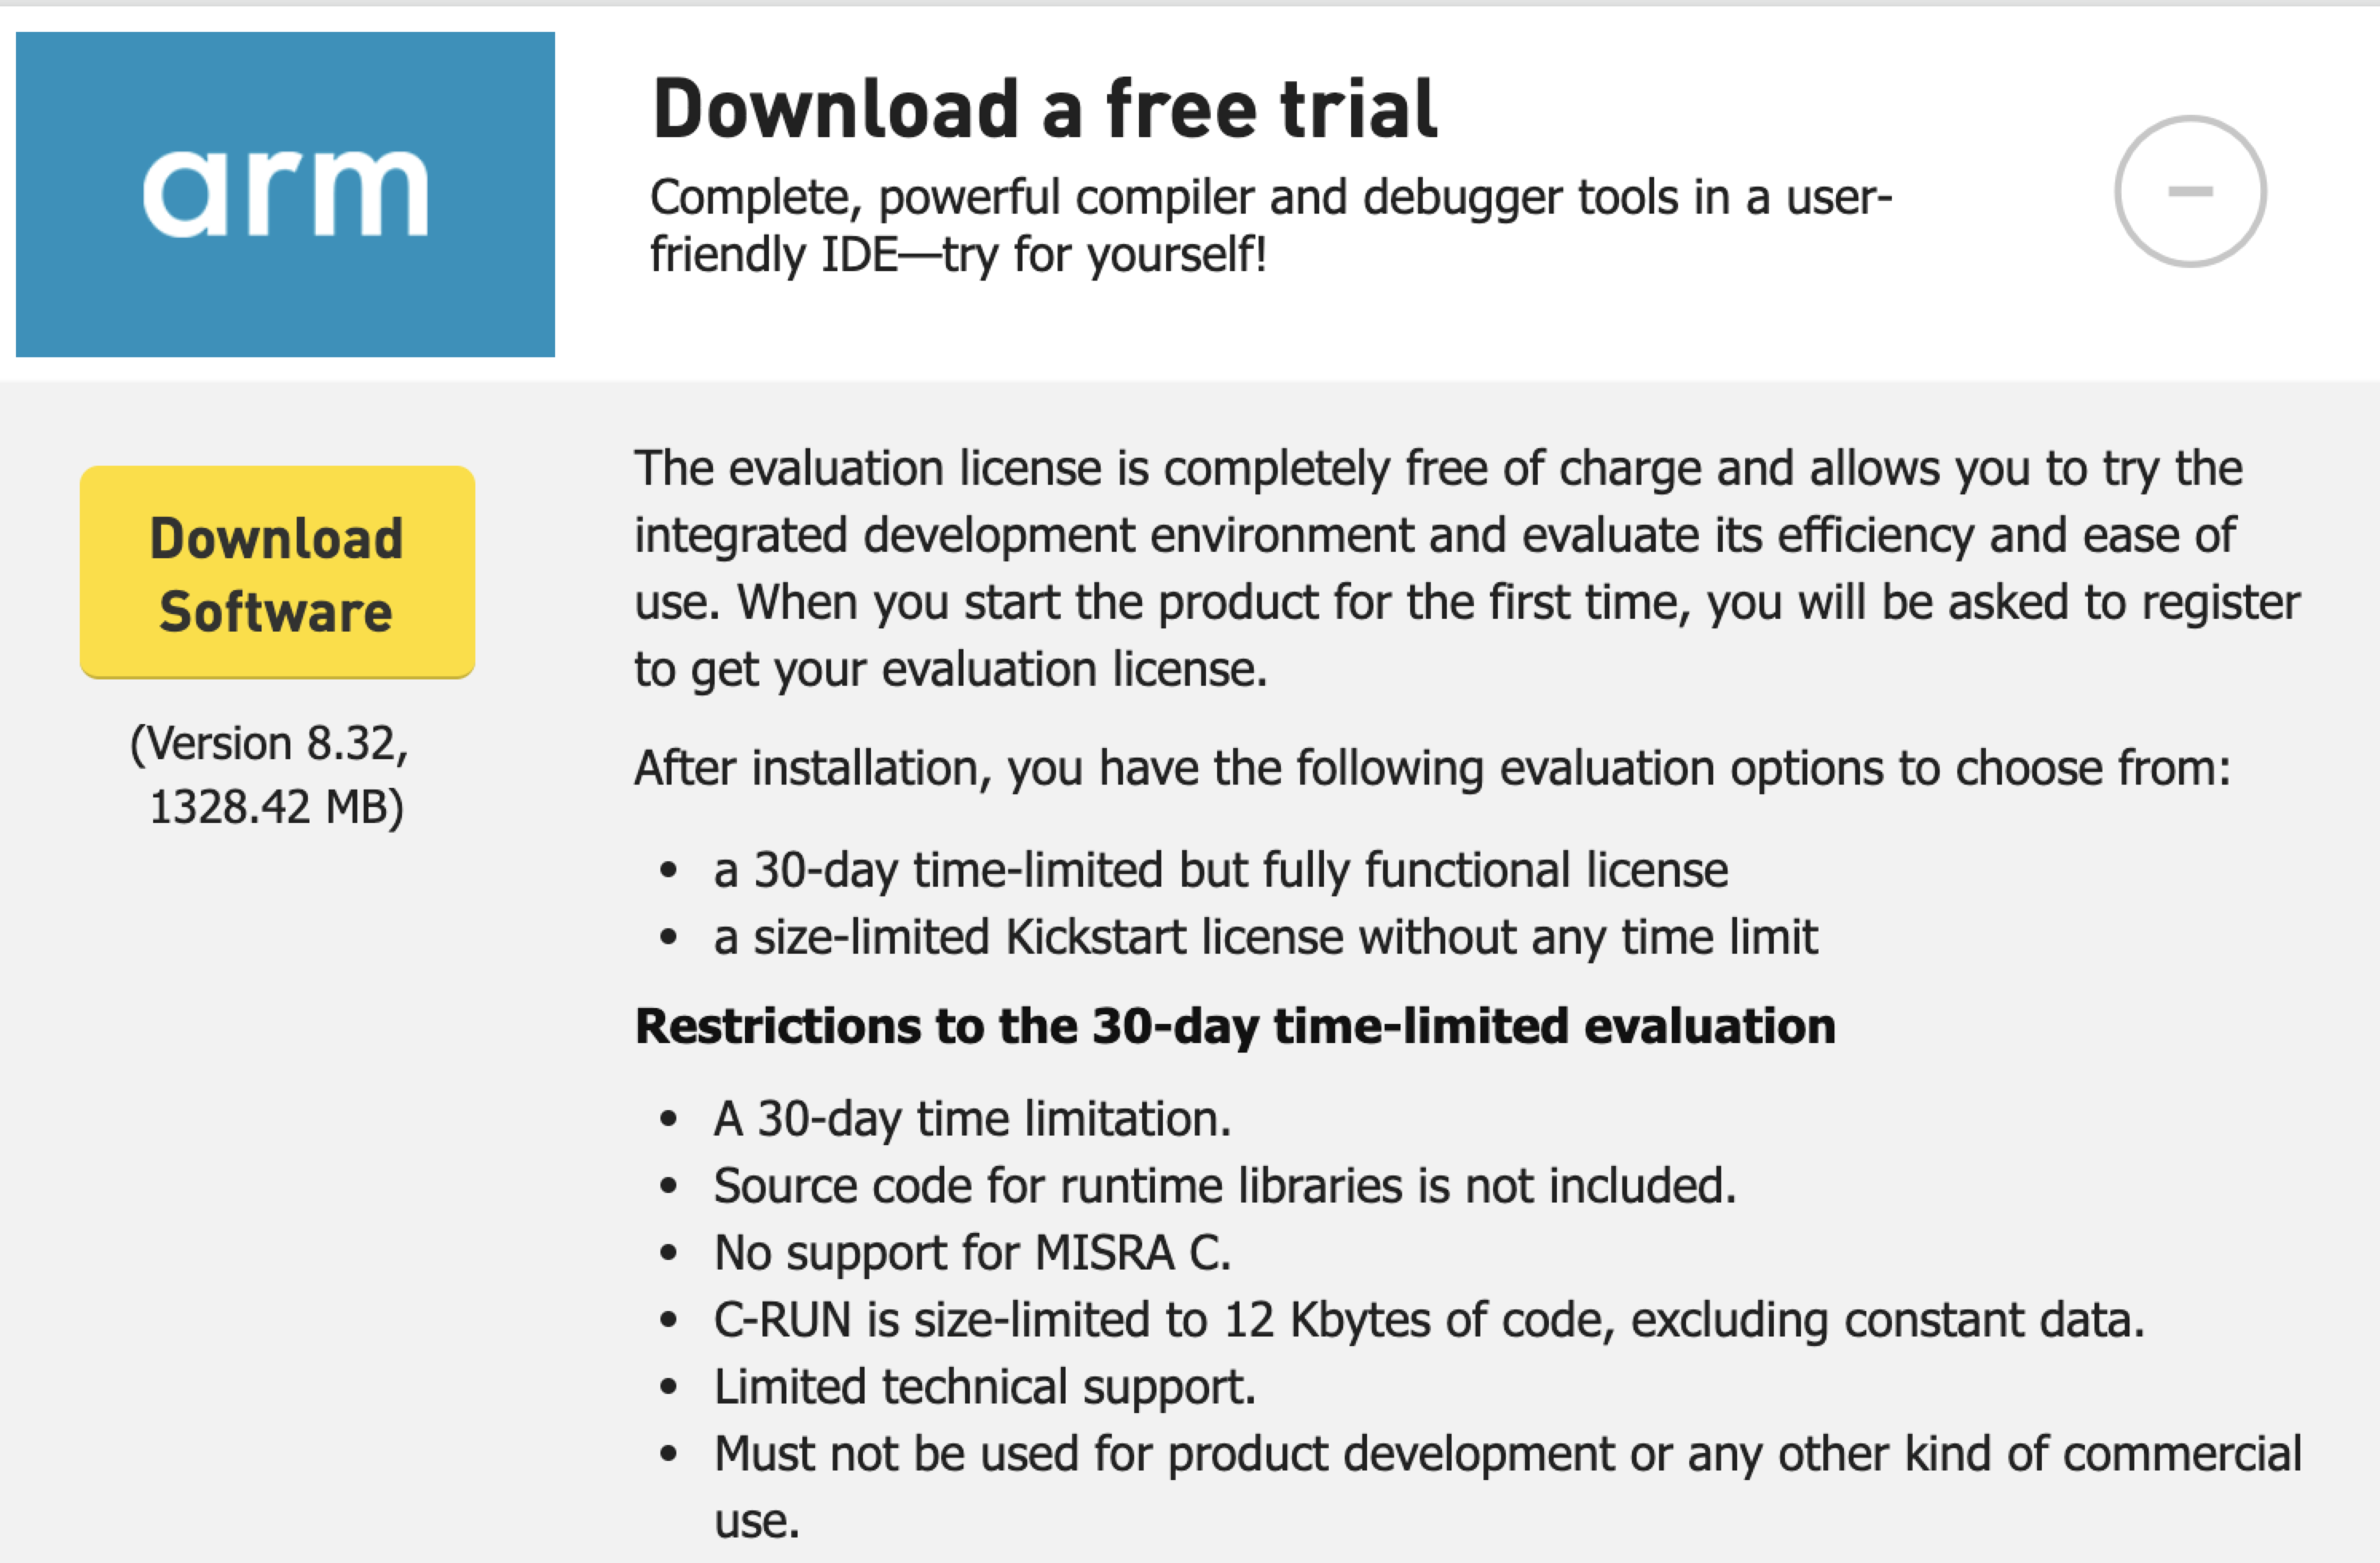 arm
Download a free trial
Complete, powerful compiler and debugger tools in a user-
friendly IDE—try for yourself!
Download
Software
(Version 8.32,
1328.42 MB)
The evaluation license is completely free of charge and allows you to try the
integrated development environment and evaluate its efficiency and ease of
use. When you start the product for the first time, you will be asked to register
to get your evaluation license.
After installation, you have the following evaluation options to choose from:
• a 30-day time-limited but fully functional license
• a size-limited Kickstart license without any time limit
Restrictions to the 30-day time-limited evaluation
• A 30-day time limitation.
• Source code for runtime libraries is not included.
• No support for MISRA C.
• C-RUN is size-limited to 12 Kbytes of code, excluding constant data.
• Limited technical support.
• Must not be used for product development or any other kind of commercial
use.